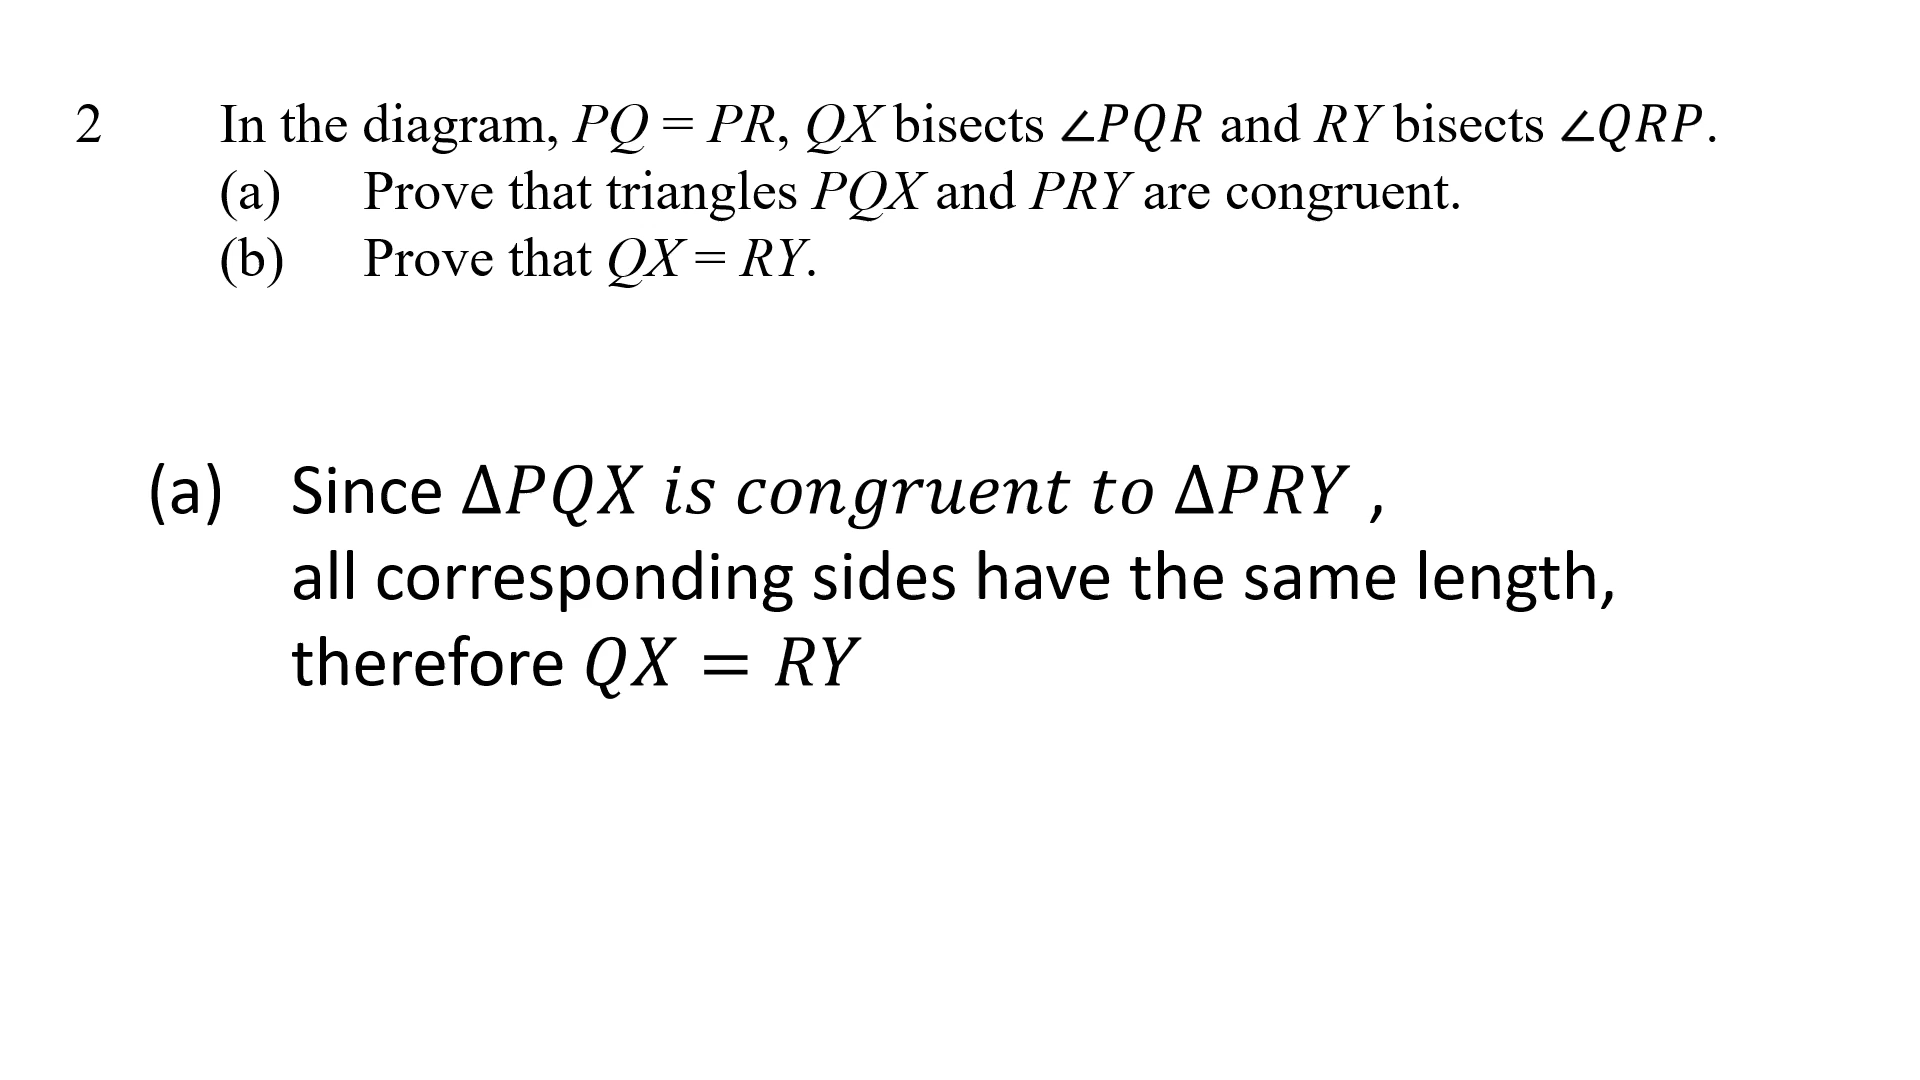 2 In the diagram, PQ = PR, QX bisects ∠PQR and RY bisects ∠QRP.
(a) Prove that triangles PQX and PRY are congruent.
(b) Prove that QX = RY.
(a) Since ΔPQX is congruent to ΔPRY ,
all corresponding sides have the same length,
therefore QX = RY